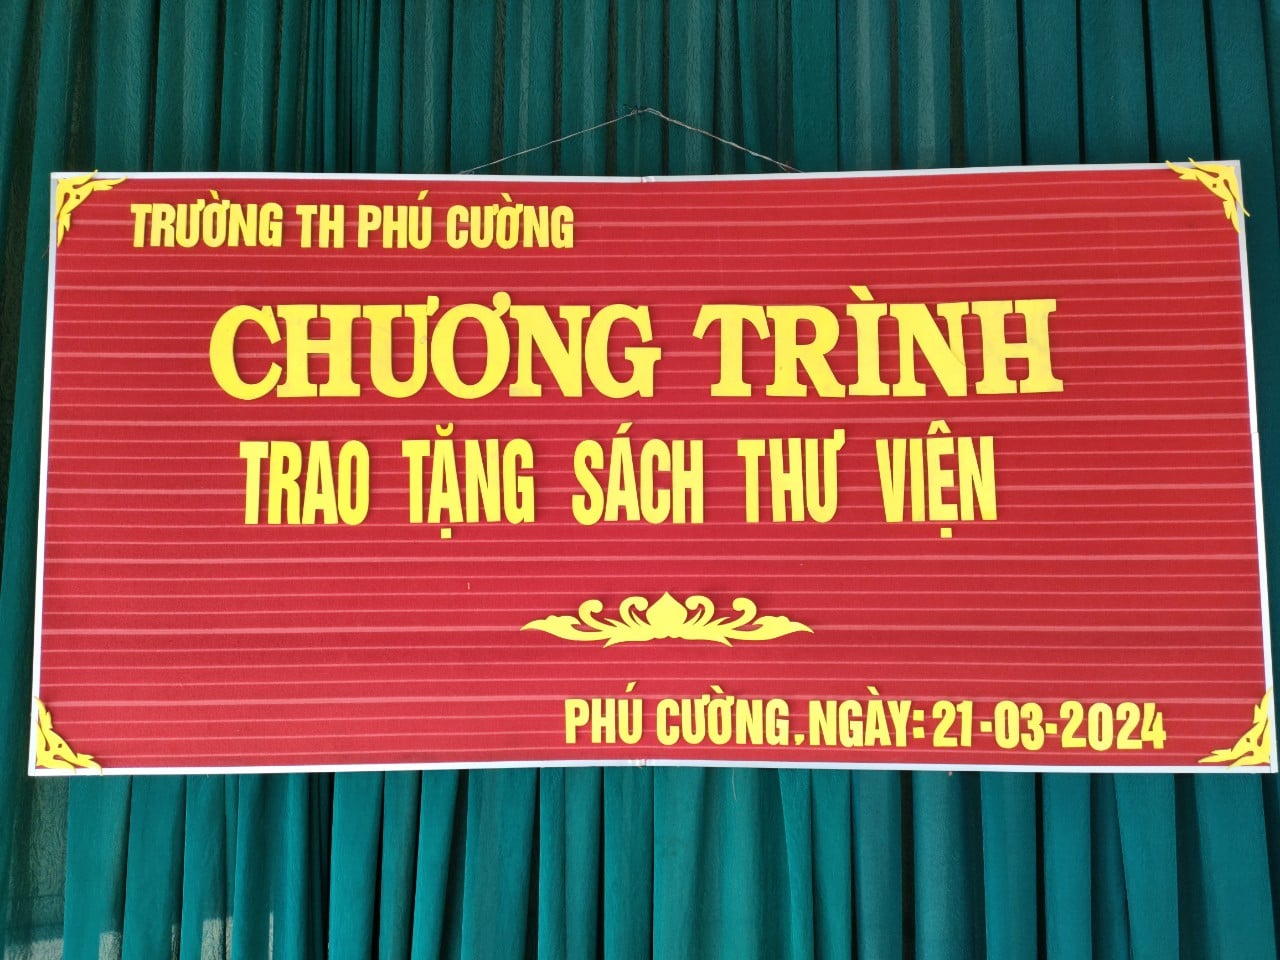 TRƯỜNG TH PHÚ CƯỜNG
CHƯƠNG TRÌNH
TRAO TẶNG SÁCH THƯ VIỆN
PHÚ CƯỜNG, NGÀY: 21-03-2024